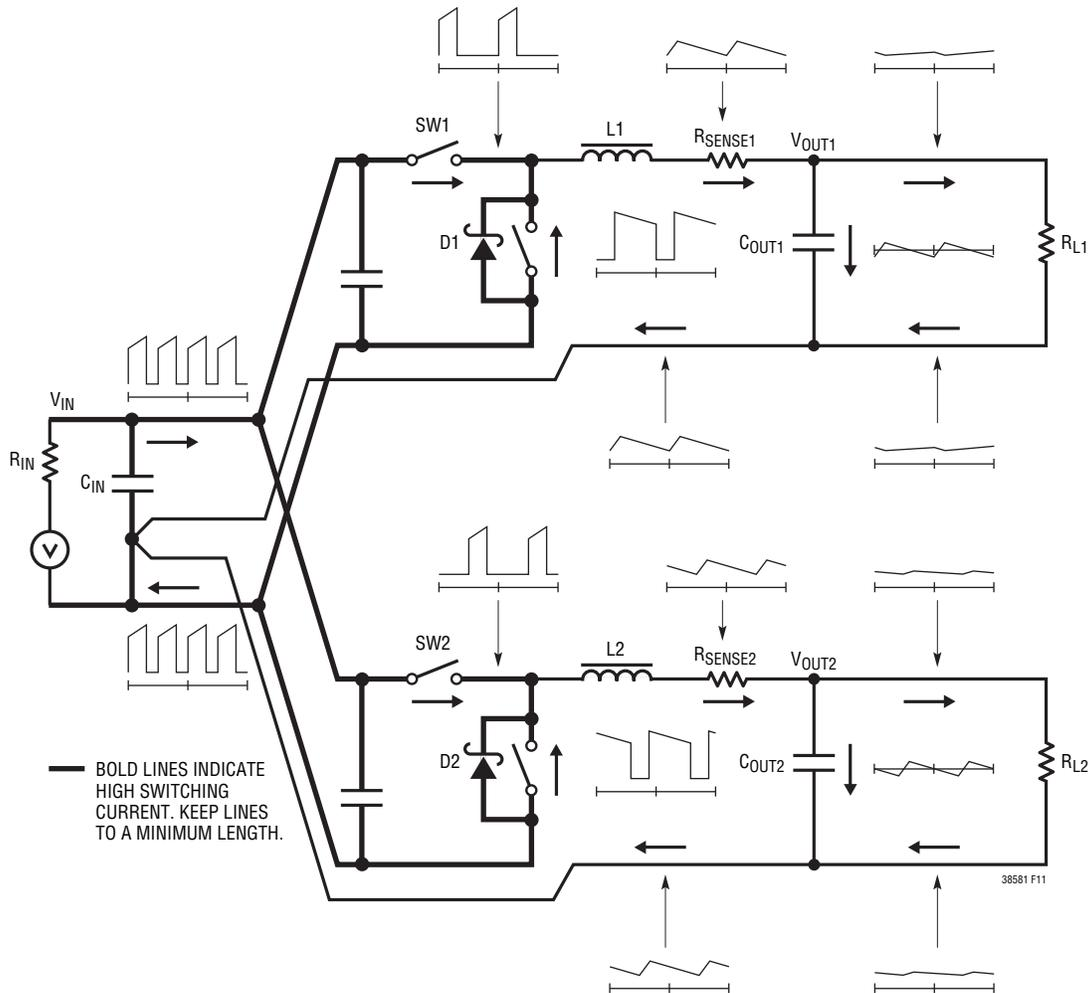 SW1
L1
RSENSE1
VOUT1
D1
COUT1
RL1
VIN
RIN
CIN
V
SW2
L2
RSENSE2
VOUT2
D2
COUT2
RL2
BOLD LINES INDICATE
HIGH SWITCHING
CURRENT. KEEP LINES
TO A MINIMUM LENGTH.
38581 F11